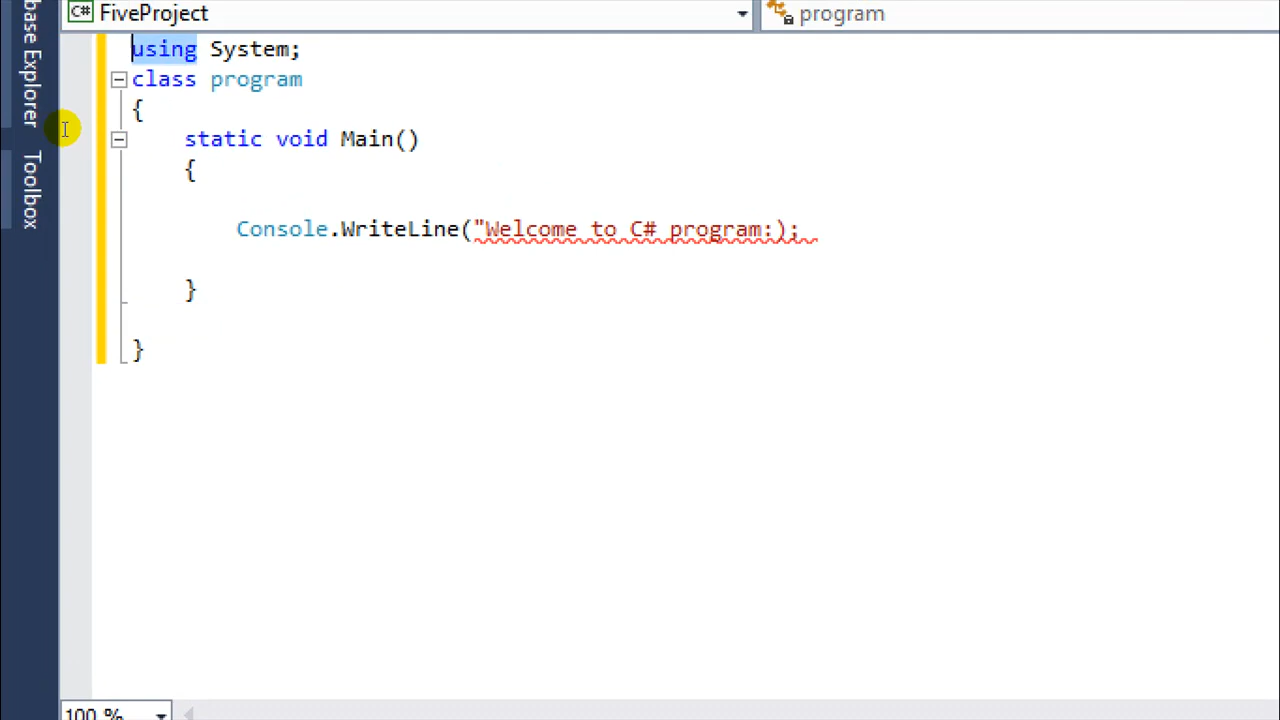 FiveProject
program
using System;
class program
{
static void Main()
{
Console.WriteLine("Welcome to C# program:);
}
}
base Explorer
Toolbox
100 %